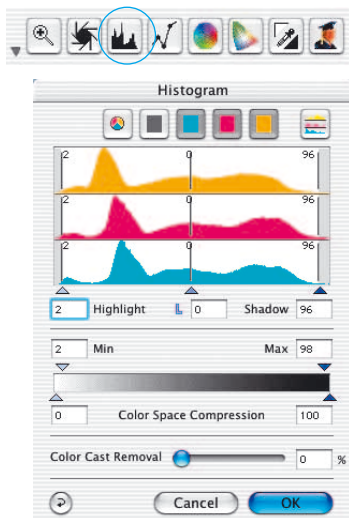 Histogram
2 0 96
2 0 96
2 0 96
2 Highlight L 0 Shadow 96
2 Min Max 98
0 Color Space Compression 100
Color Cast Removal 0 %
Cancel OK